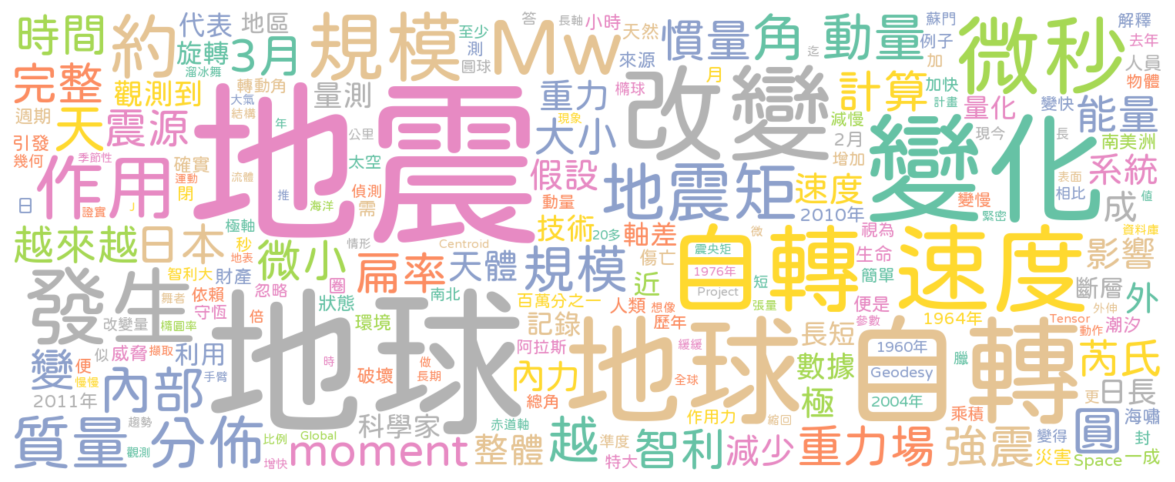 地震
地球
變化
改變
自轉速度
地球自轉
發生
規模
Mw
微秒
作用
約
時間
代表
旋轉
地區
3月
至少
測
圓球
答
長軸
小時
天然
來源
慣量
角
動量
迄
例子
加
蘇門
加快
計畫
解釋
去年
人員
物體
完整
觀測到
溜冰舞
轉動角
大氣
結構
量測
重力
橢球
現象
月
減慢
計算
量化
變快
能量
週期
天
震源
年
公里
大小
太空
2月
增加
現今
長
南美洲
表面
引發
幾何
季節性
運動
確實
流體
假設
地震矩
速度
變慢
緊密
相比
系統
值
日
證實
J
閉
推
海洋
偵測
需
動量
2010年
成
越來越
日本
極軸
秒
地表
微小
情形
Centroid
技術
20多
軸差
傷亡
微
震央矩
1976年
Project
視為
生命
簡單
影響
資料庫
智利大
財產
圈
扁率
天體
規模
近
短
斷層
外
屬者
依賴
守恆
忽略
狀態
南北
百萬分之一
人類
想像
張量
便是
1964年
參數
外伸
Tensor
動作
潮汐
改變量
橢圓率
倍
環境
記錄
歷年
長短
1960年
Geodesy
2004年
臘
芮氏
變
便
似
威脅
擷取
利用
慢慢
手臂
時
破壞
做
長期
內力
阿拉斯
總角
緩緩
全球
數據
極
乘積
更
日長
2011年
內部
趨勢
科學家
赤道軸
作用力
縮回
海嘯
質量
分佈
觀測
比例
增快
Global
moment
整體
準度
特大
越
智利
減少
重力場
強震
變得
災害
圓
Space
封
一成